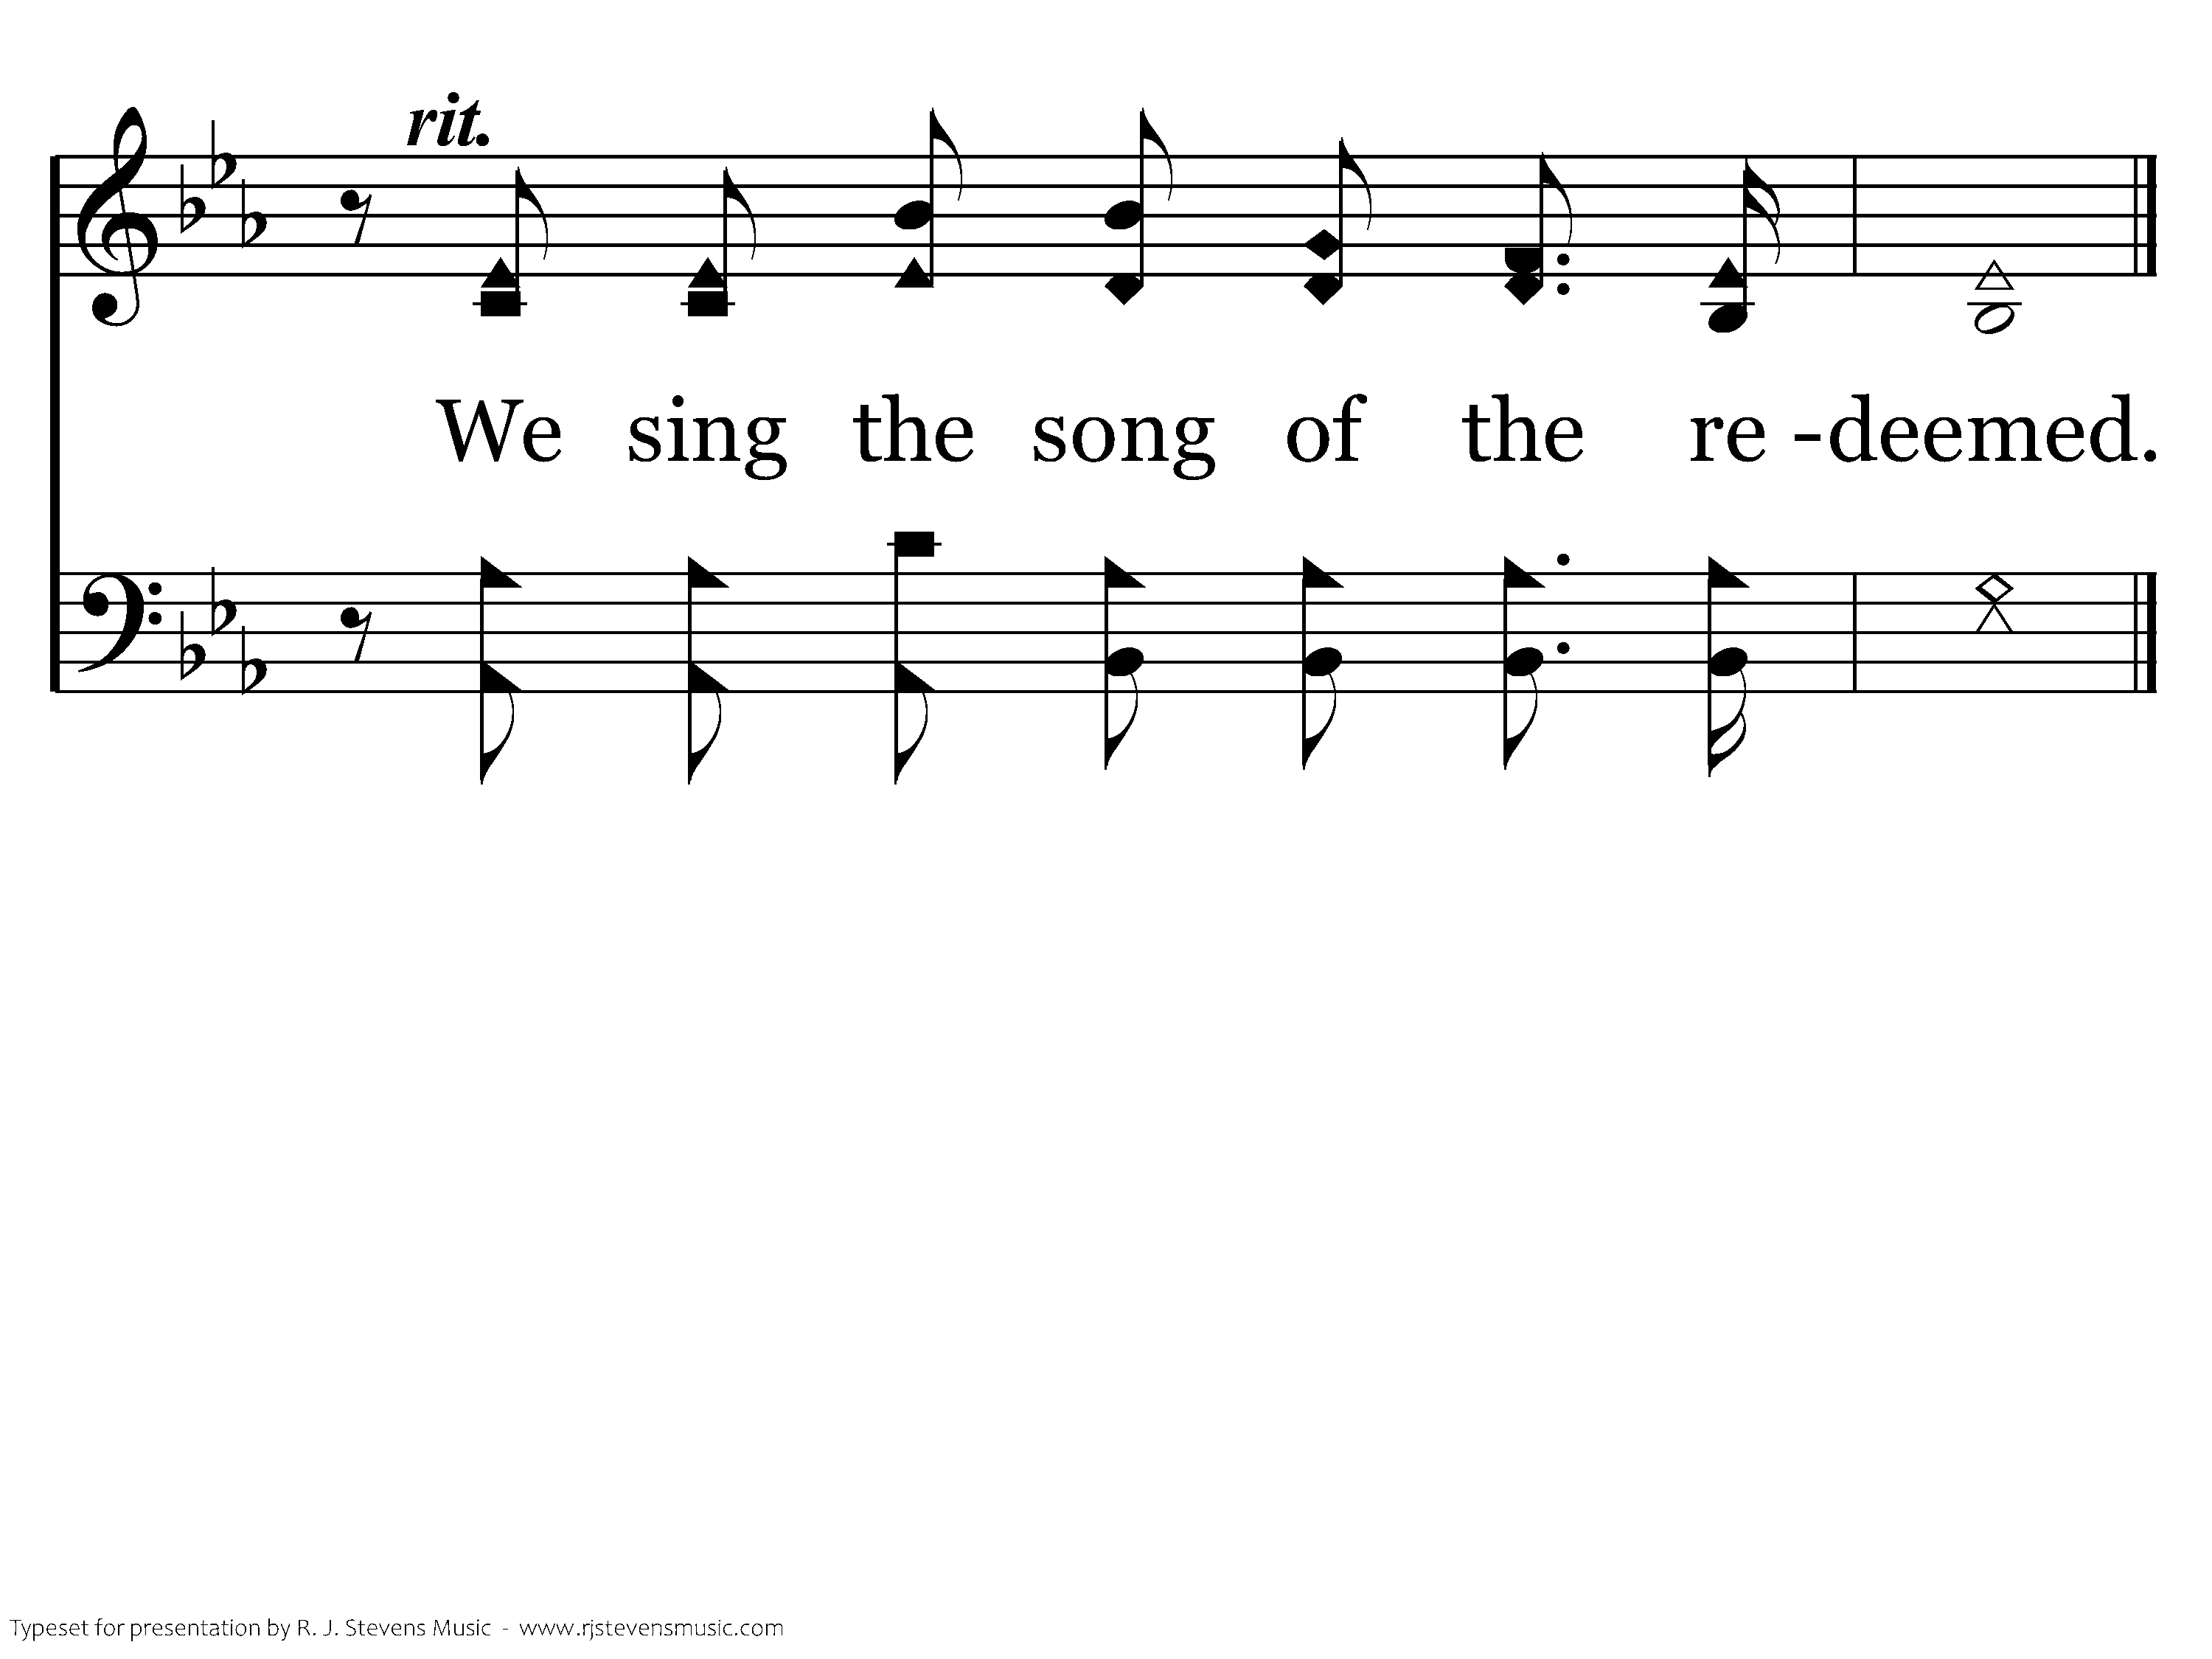 rit.
We sing the song of the re -deemed.
Typeset for presentation by R. J. Stevens Music - www.rjstevensmusic.com